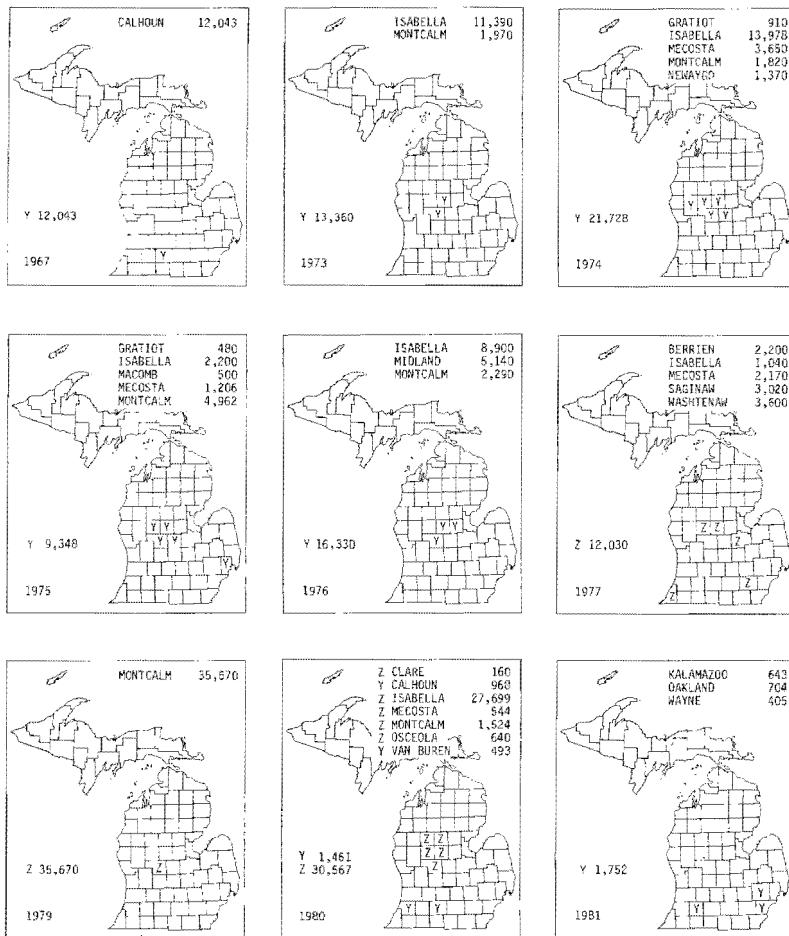 CALHOUN 12,043
Y 12,043
Y
1967
ISABELLA 11,390
MONTCALM 1,970
Y
Y
Y 13,360
1973
GRATIOT 910
ISABELLA 13,978
MECOSTA 3,650
MONTCALM 1,820
NEWAYGO 1,370
Y Y Y
Y Y
Y 21,728
1974
GRATIOT 480
ISABELLA 2,200
MACOMB 500
MECOSTA 1,206
MONTCALM 4,962
Y Y
Y Y
Y 9,348
Y
1975
ISABELLA 8,900
MIDLAND 5,140
MONTCALM 2,290
Y Y
Y
Y 16,330
1976
BERRIEN 2,200
ISABELLA 1,040
MECOSTA 2,170
SAGINAW 3,020
WASHTENAW 3,600
Z Z
Z
Z 12,030
Z
Z
1977
MONTCALM 35,670
Z 35,670
Z
1979
Z CLARE 160
Y CALHOUN 968
Z ISABELLA 27,699
Z MECOSTA 544
Z MONTCALM 1,524
Z OSCEOLA 640
Y VAN BUREN 493
Z Z
Z Z
Z
Y 1,461
Z 30,567
Y Y
1980
KALAMAZOO 643
OAKLAND 704
WAYNE 405
Y 1,752
Y
Y Y
1981